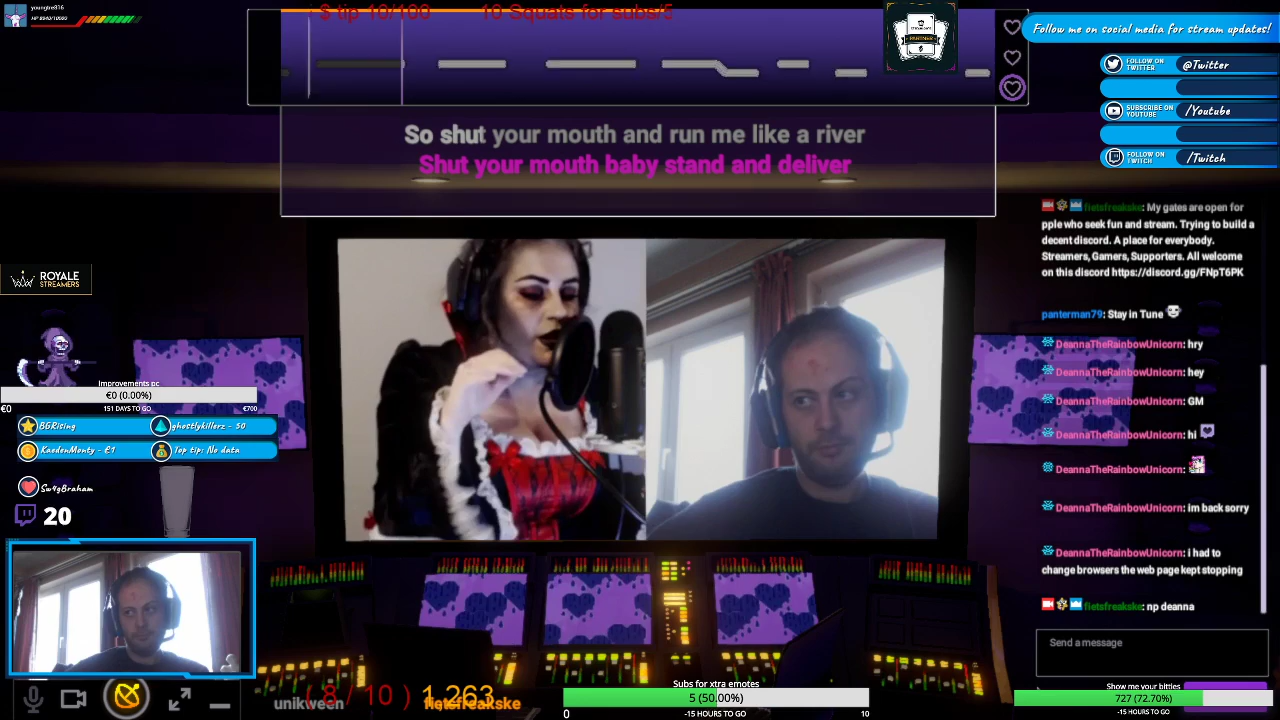 youngtre816
HP 8940/10000
$ tip 10/100
10 Squats for subs/5
PARTNER
Follow me on social media for stream updates!
FOLLOW ON TWITTER
@Twitter
SUBSCRIBE ON YOUTUBE
/Youtube
FOLLOW ON TWITCH
/Twitch
So shut your mouth and run me like a river
Shut your mouth baby stand and deliver
fietsfreakske: My gates are open for
pple who seek fun and stream. Trying to build a
decent discord. A place for everybody.
Streamers, Gamers, Supporters. All welcome
on this discord https://discord.gg/FNpT6PK
panterman79: Stay in Tune
DeannaTheRainbowUnicorn: hry
DeannaTheRainbowUnicorn: hey
DeannaTheRainbowUnicorn: GM
DeannaTheRainbowUnicorn: hi
DeannaTheRainbowUnicorn:
DeannaTheRainbowUnicorn: im back sorry
DeannaTheRainbowUnicorn: i had to
change browsers the web page kept stopping
fietsfreakske: np deanna
Send a message
ROYALE
STREAMERS
Improvements pc
€0 (0.00%)
€0
151 DAYS TO GO
€700
BGRising
ghostlykillerz - 50
KaedenMonty - €1
Top tip: No data
Sw4gBraham
20
unikween
( 8 / 10 ) 1,263
fietsfreakske
Subs for xtra emotes
5 (50.00%)
0
-15 HOURS TO GO
10
Show me your bitties
727 (72.70%)
-15 HOURS TO GO